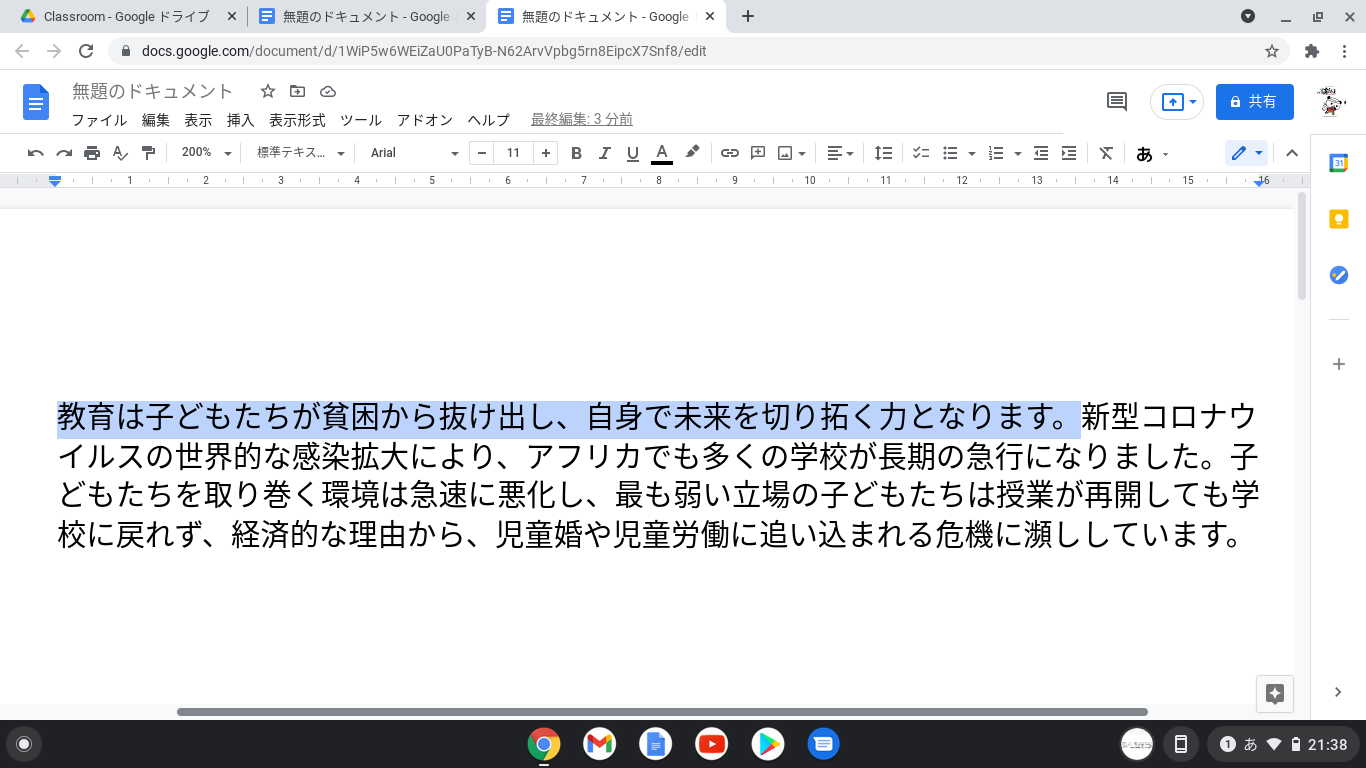 Classroom - Google ドライブ
無題のドキュメント - Google
無題のドキュメント - Google
docs.google.com/document/d/1WiP5w6WEiZaU0PaTyB-N62ArvVpbg5rn8EipcX7Snf8/edit
無題のドキュメント
共有
ファイル 編集 表示 挿入 表示形式 ツール アドオン ヘルプ 最終編集: 3 分前
200% 標準テキス... Arial 11 B I U A あ
1 2 3 4 5 6 7 8 9 10 11 12 13 14 15 16
31
教育は子どもたちが貧困から抜け出し、自身で未来を切り拓く力となります。新型コロナウ
イルスの世界的な感染拡大により、アフリカでも多くの学校が長期の急行になりました。子
どもたちを取り巻く環境は急速に悪化し、最も弱い立場の子どもたちは授業が再開しても学
校に戻れず、経済的な理由から、児童婚や児童労働に追い込まれる危機に瀕ししています。
1 あ 21:38